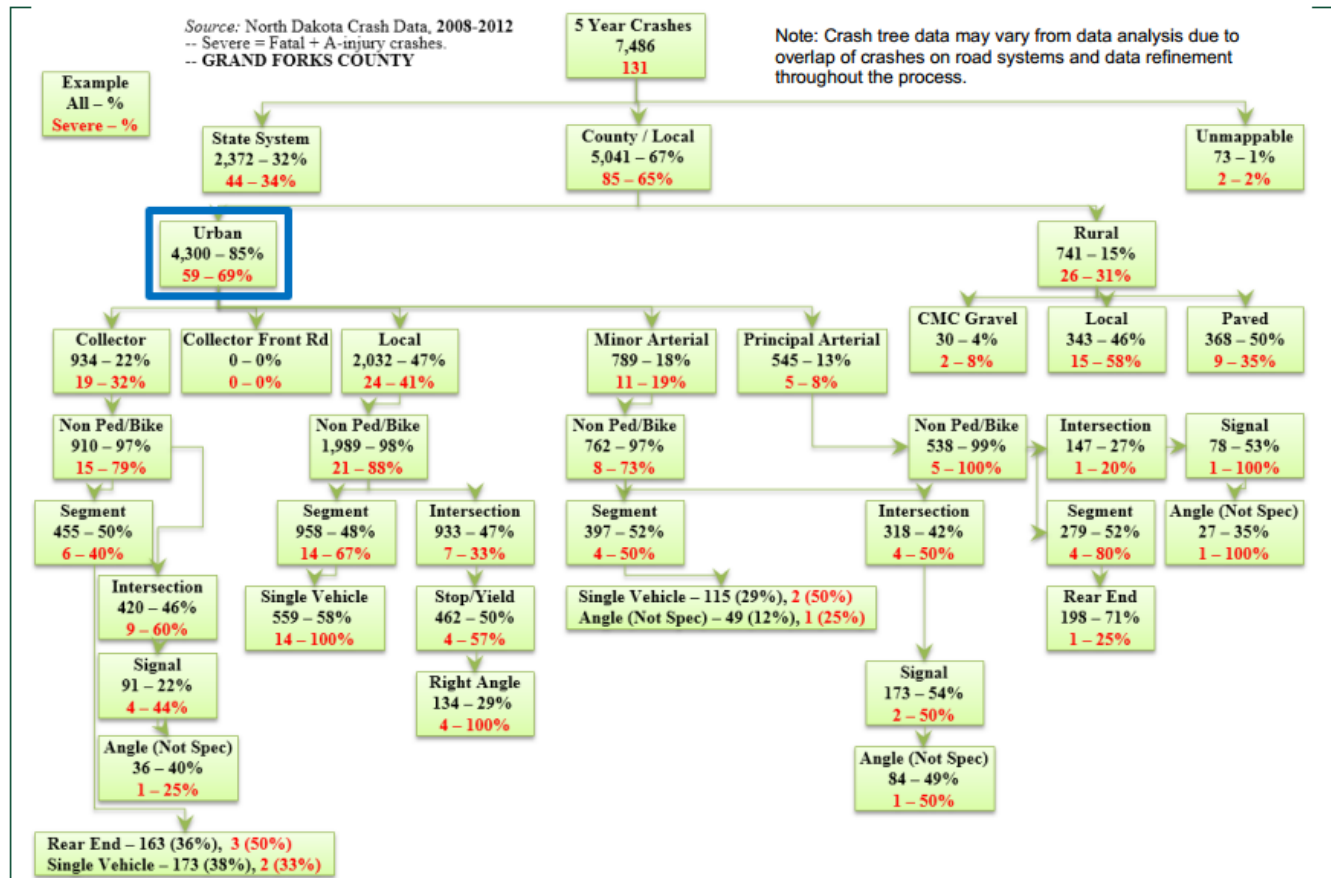 Source: North Dakota Crash Data, 2008-2012
-- Severe = Fatal + A-injury crashes.
-- GRAND FORKS COUNTY
5 Year Crashes
7,486
131
Note: Crash tree data may vary from data analysis due to
overlap of crashes on road systems and data refinement
throughout the process.
Example
All – %
Severe – %
State System
2,372 – 32%
44 – 34%
County / Local
5,041 – 67%
85 – 65%
Unmappable
73 – 1%
2 – 2%
Urban
4,300 – 85%
59 – 69%
Rural
741 – 15%
26 – 31%
Collector
934 – 22%
19 – 32%
Collector Front Rd
0 – 0%
0 – 0%
Local
2,032 – 47%
24 – 41%
Minor Arterial
789 – 18%
11 – 19%
Principal Arterial
545 – 13%
5 – 8%
CMC Gravel
30 – 4%
2 – 8%
Local
343 – 46%
15 – 58%
Paved
368 – 50%
9 – 35%
Non Ped/Bike
910 – 97%
15 – 79%
Non Ped/Bike
1,989 – 98%
21 – 88%
Non Ped/Bike
762 – 97%
8 – 73%
Non Ped/Bike
538 – 99%
5 – 100%
Intersection
147 – 27%
1 – 20%
Signal
78 – 53%
1 – 100%
Segment
455 – 50%
6 – 40%
Segment
958 – 48%
14 – 67%
Intersection
933 – 47%
7 – 33%
Segment
397 – 52%
4 – 50%
Intersection
318 – 42%
4 – 50%
Segment
279 – 52%
4 – 80%
Angle (Not Spec)
27 – 35%
1 – 100%
Intersection
420 – 46%
9 – 60%
Single Vehicle
559 – 58%
14 – 100%
Stop/Yield
462 – 50%
4 – 57%
Single Vehicle – 115 (29%), 2 (50%)
Angle (Not Spec) – 49 (12%), 1 (25%)
Rear End
198 – 71%
1 – 25%
Signal
91 – 22%
4 – 44%
Right Angle
134 – 29%
4 – 100%
Signal
173 – 54%
2 – 50%
Angle (Not Spec)
36 – 40%
1 – 25%
Angle (Not Spec)
84 – 49%
1 – 50%
Rear End – 163 (36%), 3 (50%)
Single Vehicle – 173 (38%), 2 (33%)